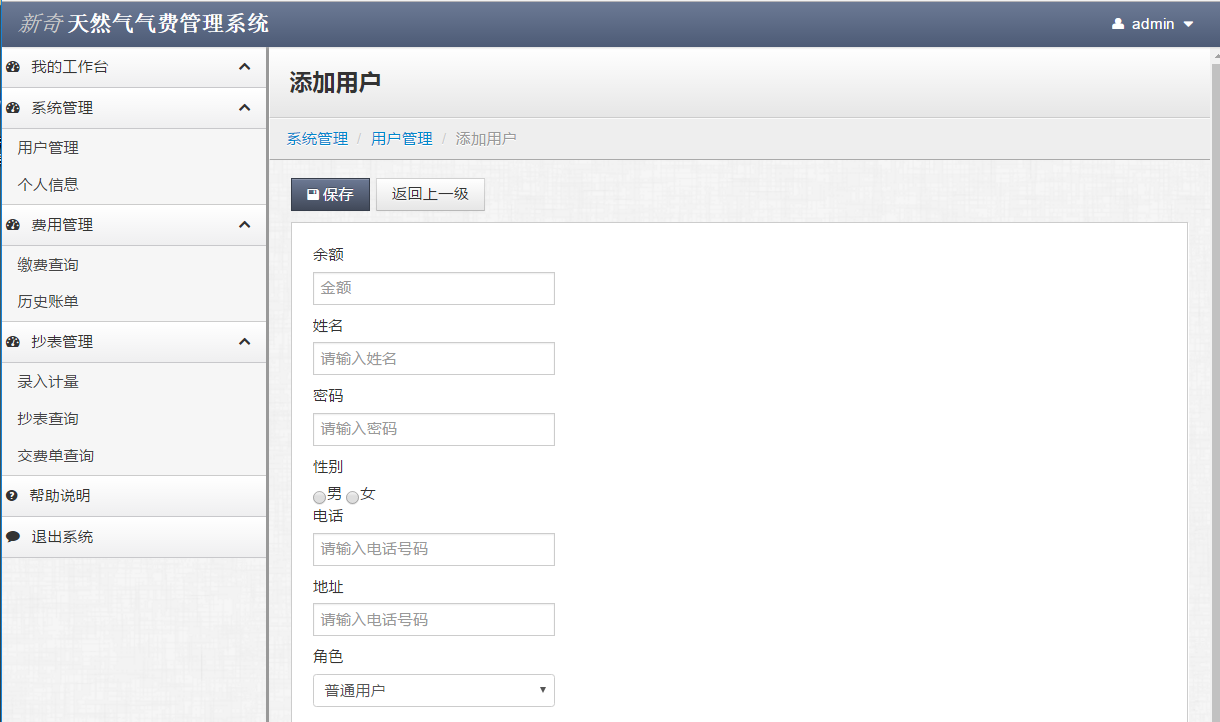 新奇 天然气气费管理系统
admin
我的工作台
系统管理
用户管理
个人信息
费用管理
缴费查询
历史账单
抄表管理
录入计量
抄表查询
交费单查询
帮助说明
退出系统
添加用户
系统管理 / 用户管理 / 添加用户
保存 返回上一级
余额
金额
姓名
请输入姓名
密码
请输入密码
性别
男 女
电话
请输入电话号码
地址
请输入电话号码
角色
普通用户